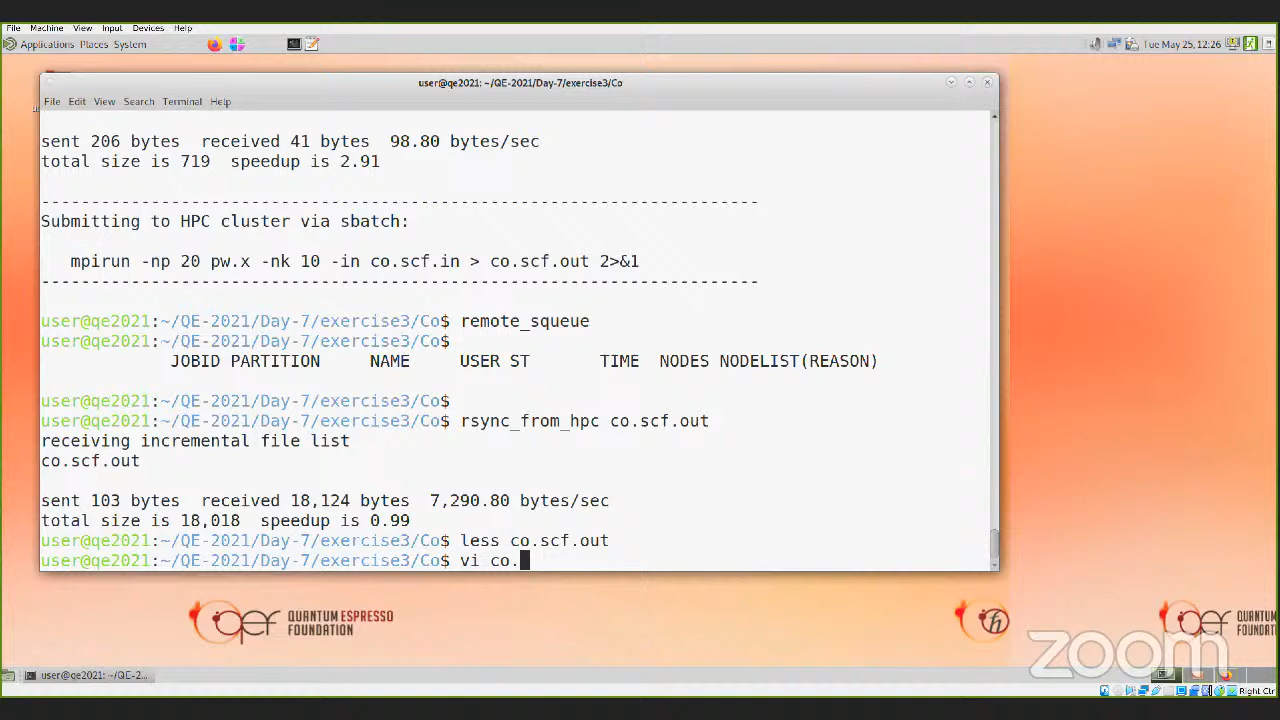 File Machine View Input Devices Help
Applications Places System Tue May 25, 12:26
user@qe2021: ~/QE-2021/Day-7/exercise3/Co
File Edit View Search Terminal Help
sent 206 bytes received 41 bytes 98.80 bytes/sec
total size is 719 speedup is 2.91
------------------------------------------------------------------------
Submitting to HPC cluster via sbatch:
mpirun -np 20 pw.x -nk 10 -in co.scf.in > co.scf.out 2>&1
------------------------------------------------------------------------
user@qe2021:~/QE-2021/Day-7/exercise3/Co$ remote_squeue
user@qe2021:~/QE-2021/Day-7/exercise3/Co$
JOBID PARTITION NAME USER ST TIME NODES NODELIST(REASON)
user@qe2021:~/QE-2021/Day-7/exercise3/Co$
user@qe2021:~/QE-2021/Day-7/exercise3/Co$ rsync_from_hpc co.scf.out
receiving incremental file list
co.scf.out
sent 103 bytes received 18,124 bytes 7,290.80 bytes/sec
total size is 18,018 speedup is 0.99
user@qe2021:~/QE-2021/Day-7/exercise3/Co$ less co.scf.out
user@qe2021:~/QE-2021/Day-7/exercise3/Co$ vi co.
QEF QUANTUM ESPRESSO
FOUNDATION
ħ
QEF QUANTUM
FOUNDAT
zoom
user@qe2021: ~/QE-2...
Right Ctrl